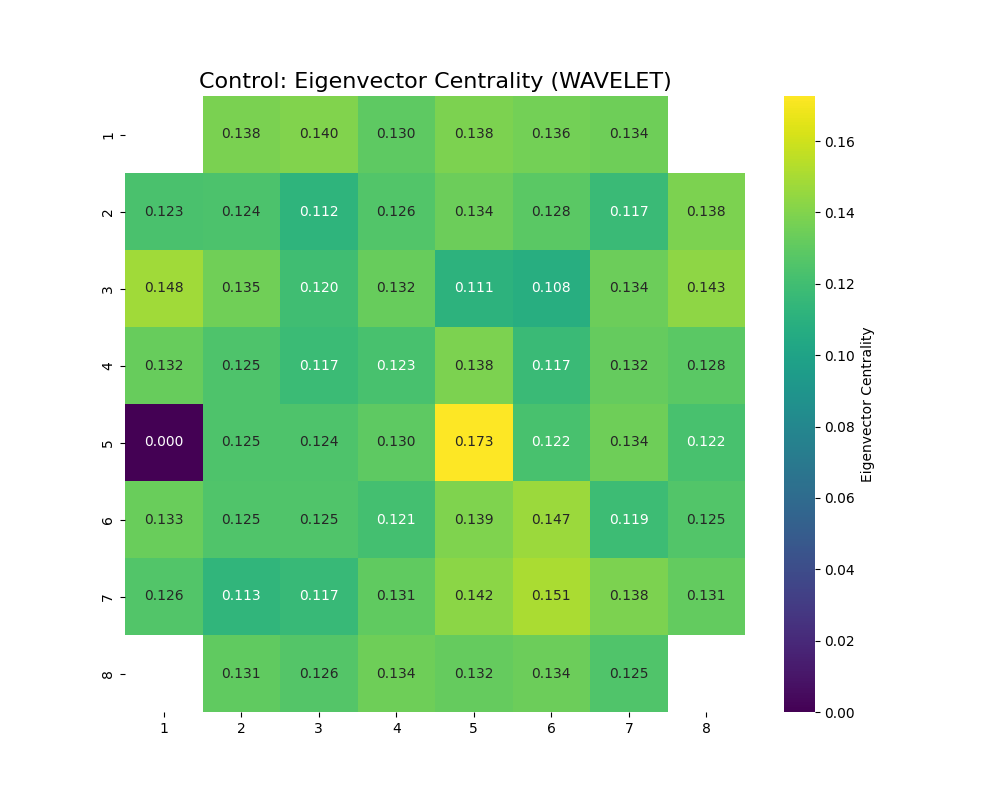 Control: Eigenvector Centrality (WAVELET)
1 0.138 0.140 0.130 0.138 0.136 0.134
2 0.123 0.124 0.112 0.126 0.134 0.128 0.117 0.138
3 0.148 0.135 0.120 0.132 0.111 0.108 0.134 0.143
4 0.132 0.125 0.117 0.123 0.138 0.117 0.132 0.128
5 0.000 0.125 0.124 0.130 0.173 0.122 0.134 0.122
6 0.133 0.125 0.125 0.121 0.139 0.147 0.119 0.125
7 0.126 0.113 0.117 0.131 0.142 0.151 0.138 0.131
8 0.131 0.126 0.134 0.132 0.134 0.125
1 2 3 4 5 6 7 8
0.16
0.14
0.12
0.10
0.08
0.06
0.04
0.02
0.00
Eigenvector Centrality